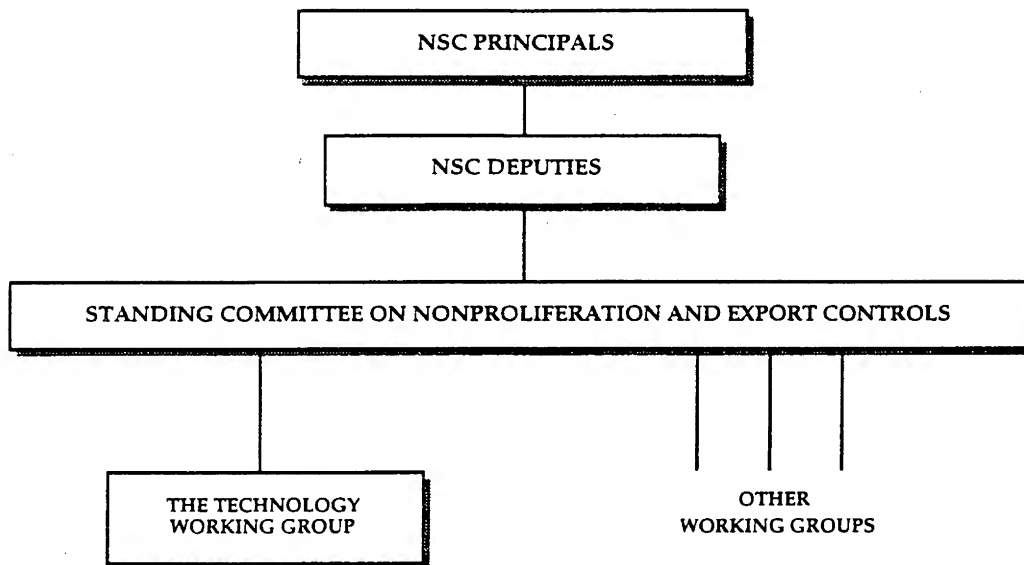 NSC PRINCIPALS
NSC DEPUTIES
STANDING COMMITTEE ON NONPROLIFERATION AND EXPORT CONTROLS
THE TECHNOLOGY
WORKING GROUP
OTHER
WORKING GROUPS